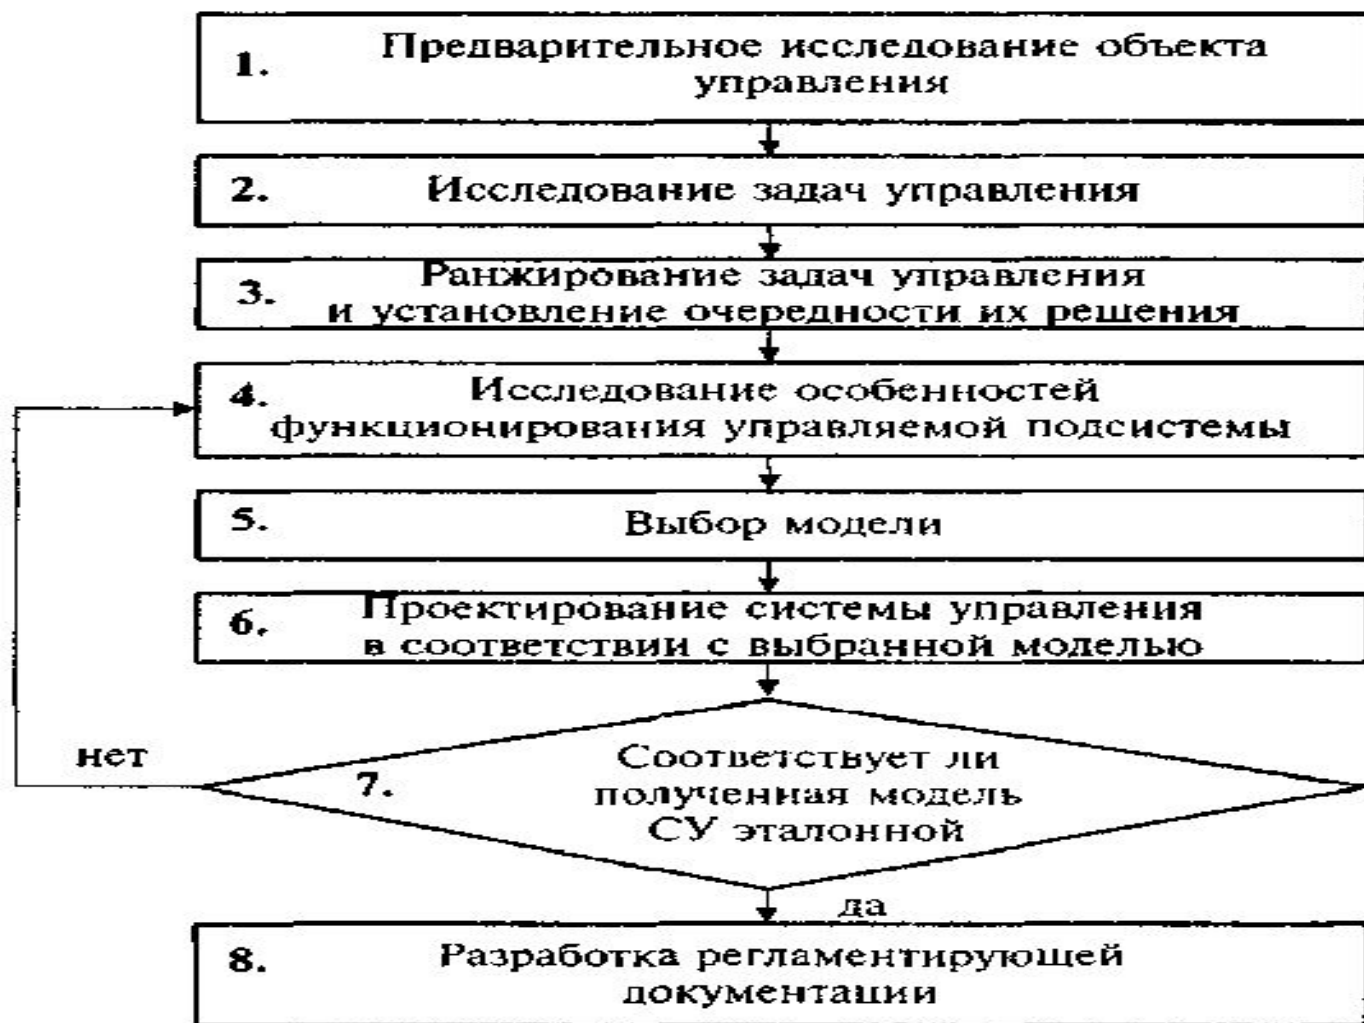 1. Предварительное исследование объекта
управления
2. Исследование задач управления
3. Ранжирование задач управления
и установление очередности их решения
4. Исследование особенностей
функционирования управляемой подсистемы
5. Выбор модели
6. Проектирование системы управления
в соответствии с выбранной моделью
нет
7. Соответствует ли
полученная модель
СУ эталонной
да
8. Разработка регламентирующей
документации